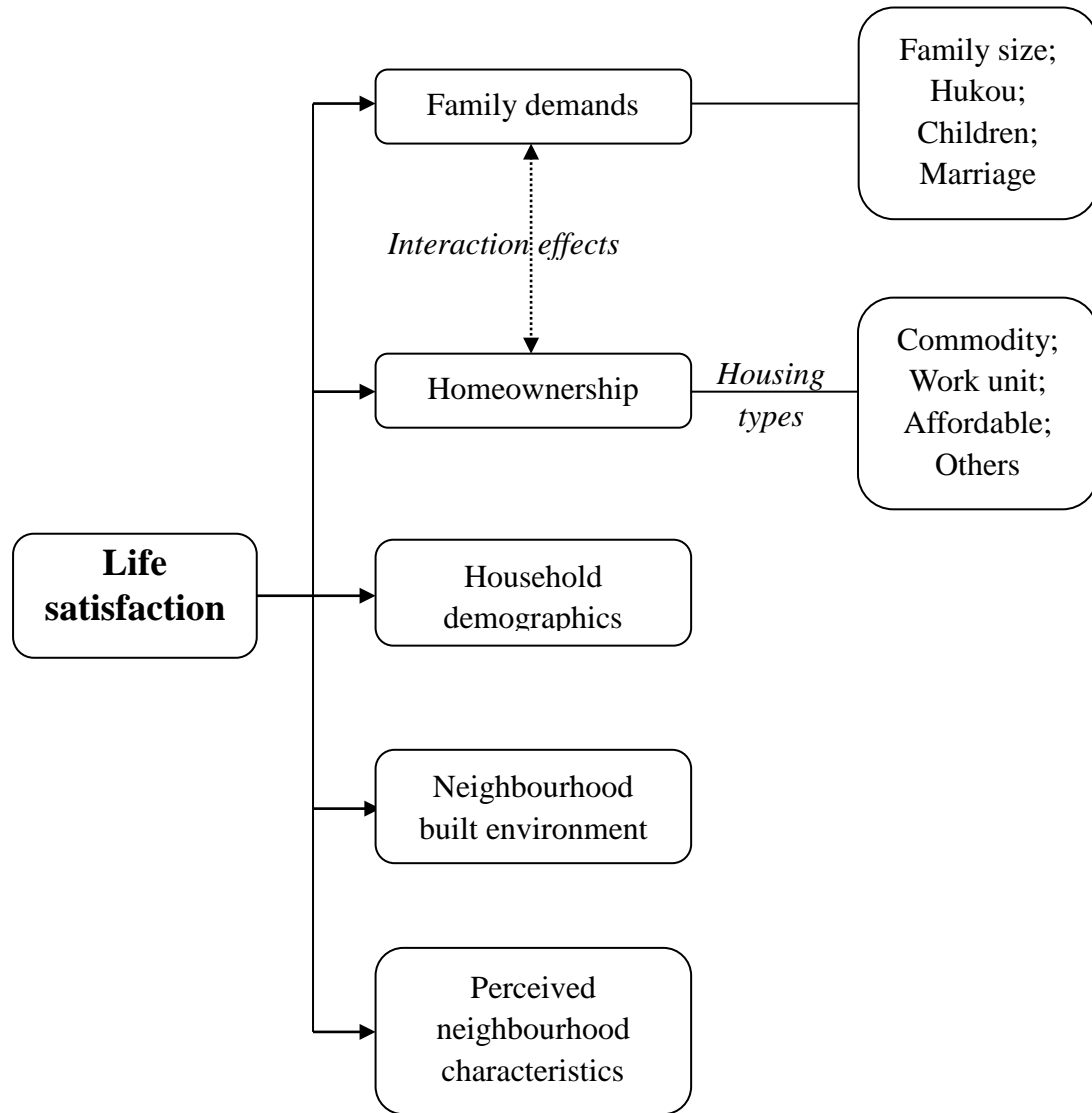 Family demands
Family size;
Hukou;
Children;
Marriage
Interaction effects
Homeownership
Housing
types
Commodity;
Work unit;
Affordable;
Others
Life
satisfaction
Household
demographics
Neighbourhood
built environment
Perceived
neighbourhood
characteristics